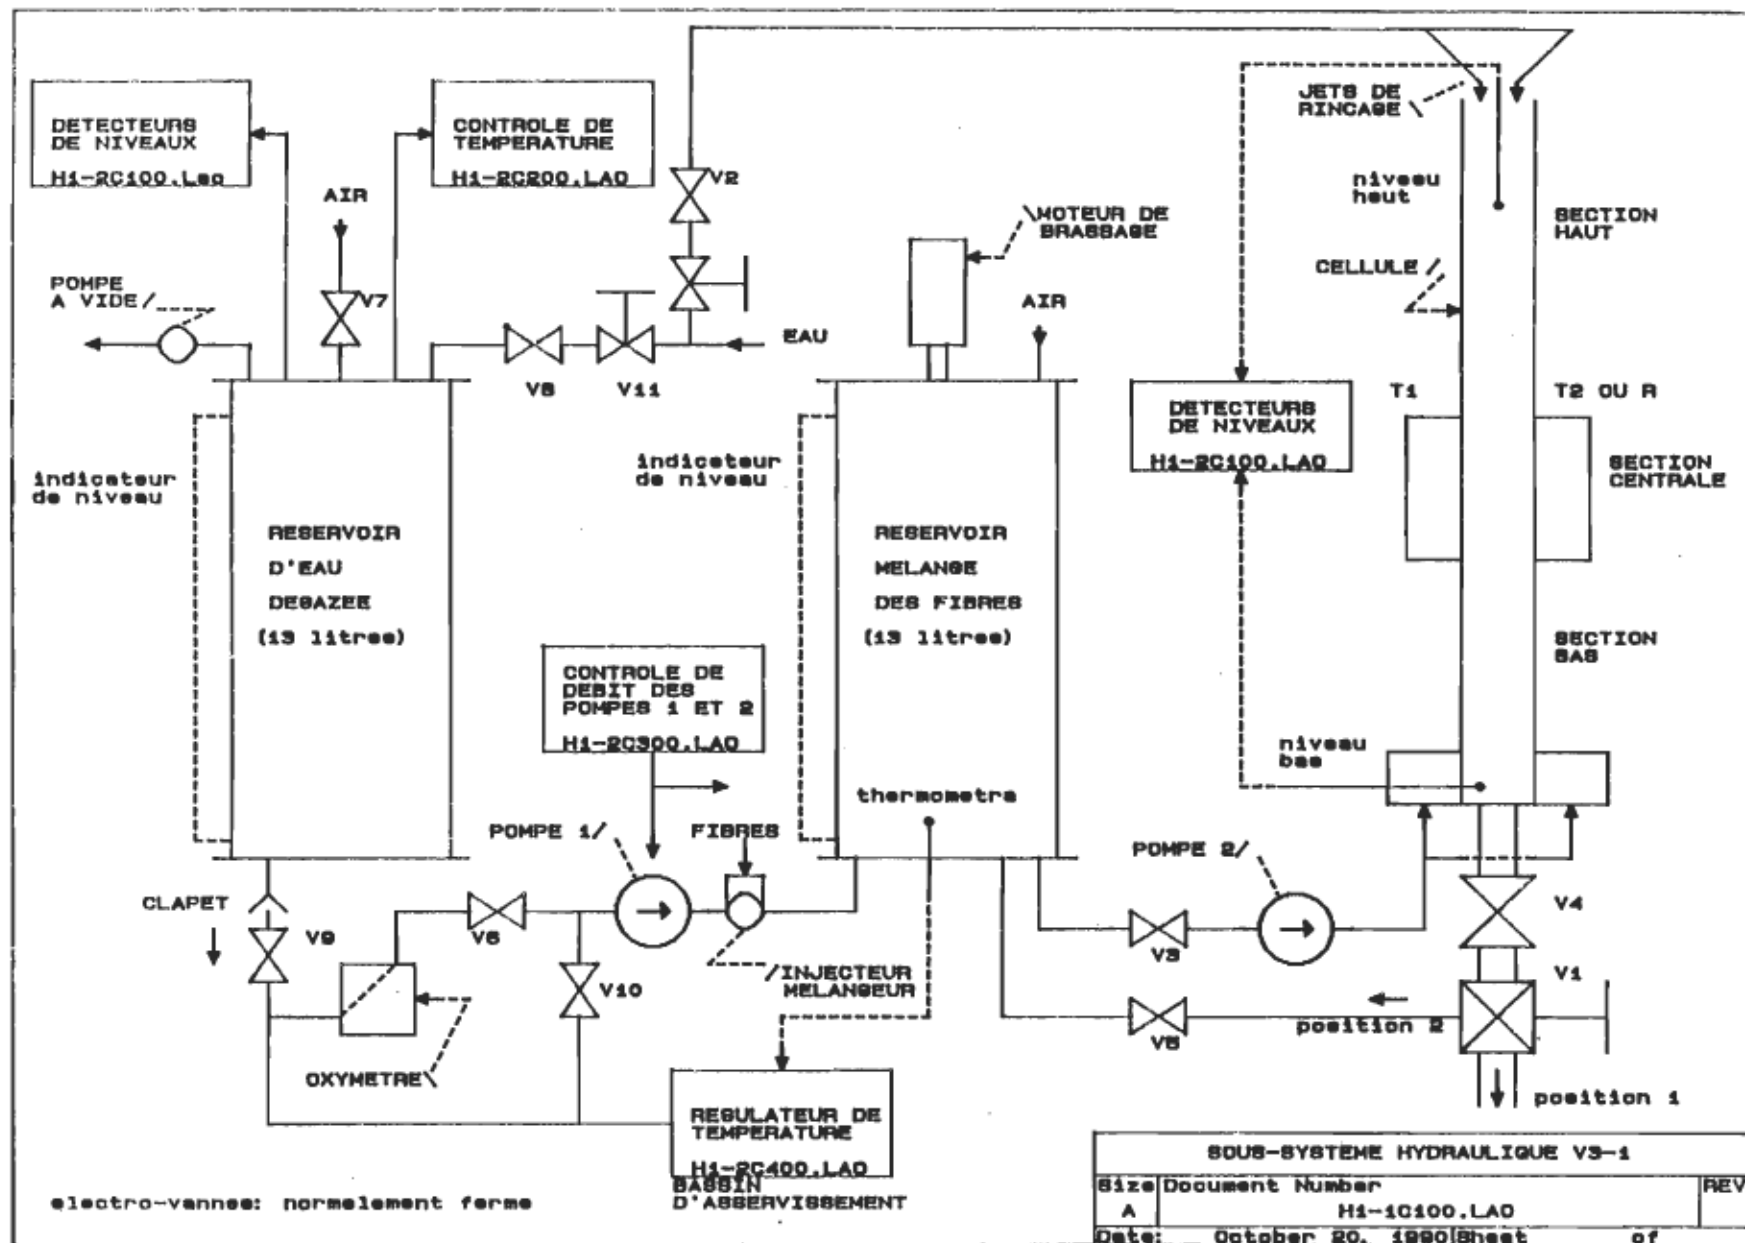 DETECTEURS
DE NIVEAUX
H1-2C100.Lao
CONTROLE DE
TEMPERATURE
H1-2C200.LAO
AIR
POMPE
A VIDE
V7
V2
V8
V11
EAU
MOTEUR DE
BRASSAGE
AIR
JETS DE
RINCAGE
niveau
haut
SECTION
HAUT
CELLULE
DETECTEURS
DE NIVEAUX
H1-2C100.LAO
T1
T2 OU R
SECTION
CENTRALE
indicateur
de niveau
RESERVOIR
D'EAU
DEGAZEE
(13 litres)
indicateur
de niveau
RESERVOIR
MELANGE
DES FIBRES
(13 litres)
SECTION
BAS
CONTROLE DE
DEBIT DES
POMPES 1 ET 2
H1-2C300.LAO
niveau
bas
thermometre
POMPE 1
FIBRES
POMPE 2
CLAPET
V9
V6
V10
INJECTEUR
MELANGEUR
V3
V4
V1
V5
position 2
position 1
OXYMETRE
REGULATEUR DE
TEMPERATURE
H1-2C400.LAO
BASSIN
D'ASSERVISSEMENT
electro-vannes: normalement ferme
SOUS-SYSTEME HYDRAULIQUE V3-1
Size Document Number REV
A H1-1C100.LAO
Date: October 20, 1990 Sheet of